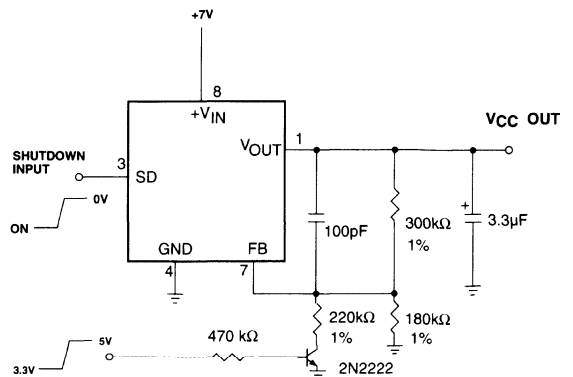 +7V
8
+VIN
VOUT
1
VCC OUT
SHUTDOWN
INPUT
3
SD
0V
ON
100pF
300kΩ
1%
+
3.3µF
GND
FB
4
7
220kΩ
1%
180kΩ
1%
470 kΩ
5V
3.3V
2N2222